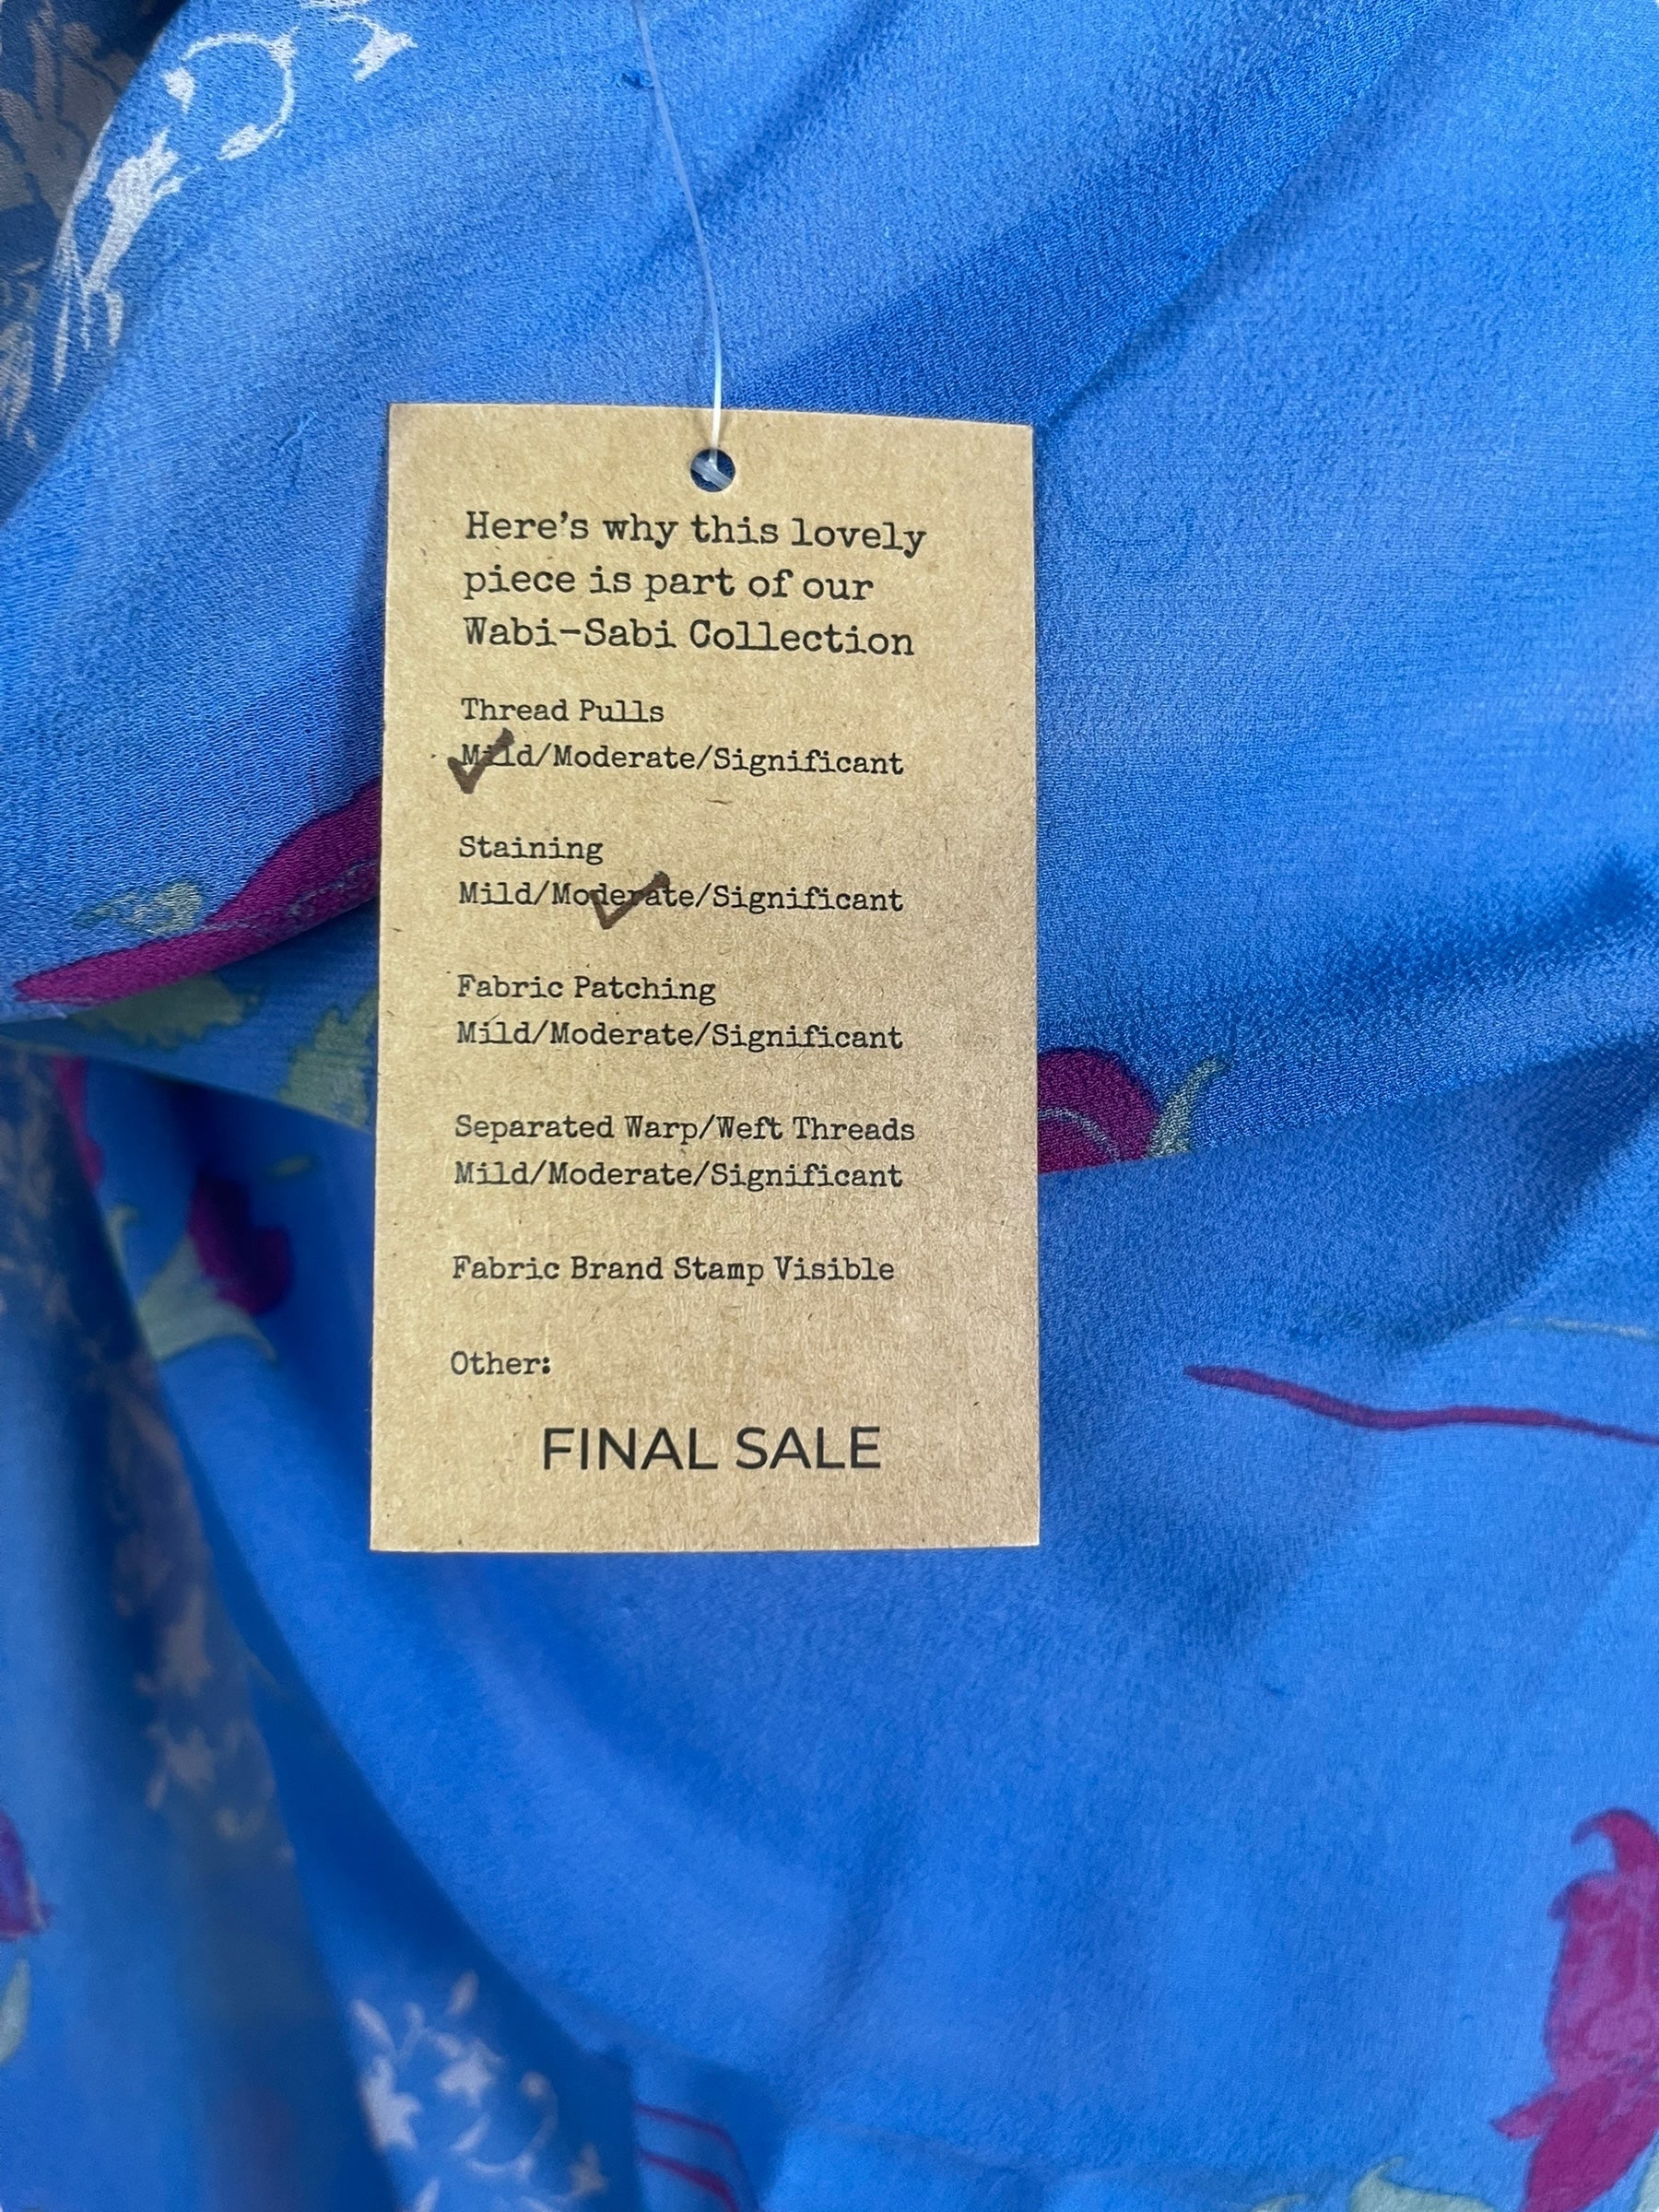 Here's why this lovely
piece is part of our
Wabi-Sabi Collection
Thread Pulls
Mild/Moderate/Significant
Staining
Mild/Moderate/Significant
Fabric Patching
Mild/Moderate/Significant
Separated Warp/Weft Threads
Mild/Moderate/Significant
Fabric Brand Stamp Visible
Other:
FINAL SALE